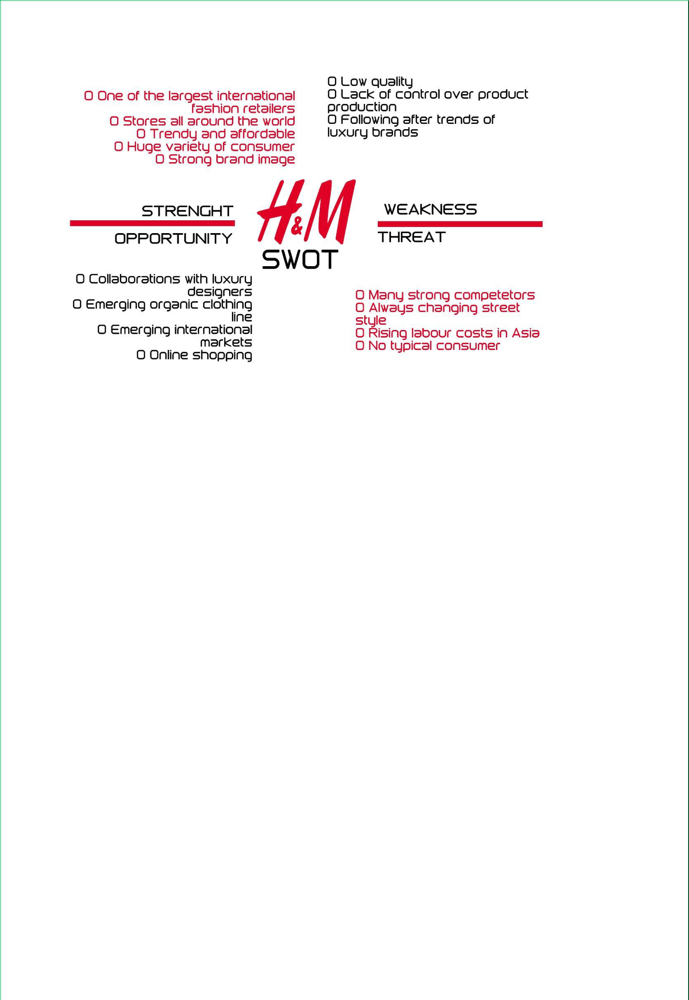 O One of the largest international
fashion retailers
O Stores all around the world
O Trendy and affordable
O Huge variety of consumer
O Strong brand image
O Low quality
O Lack of control over product
production
O Following after trends of
luxury brands
STRENGHT
H&M
WEAKNESS
OPPORTUNITY
THREAT
SWOT
O Collaborations with luxury
designers
O Emerging organic clothing
line
O Emerging international
markets
O Online shopping
O Many strong competetors
O Always changing street
style
O Rising labour costs in Asia
O No typical consumer